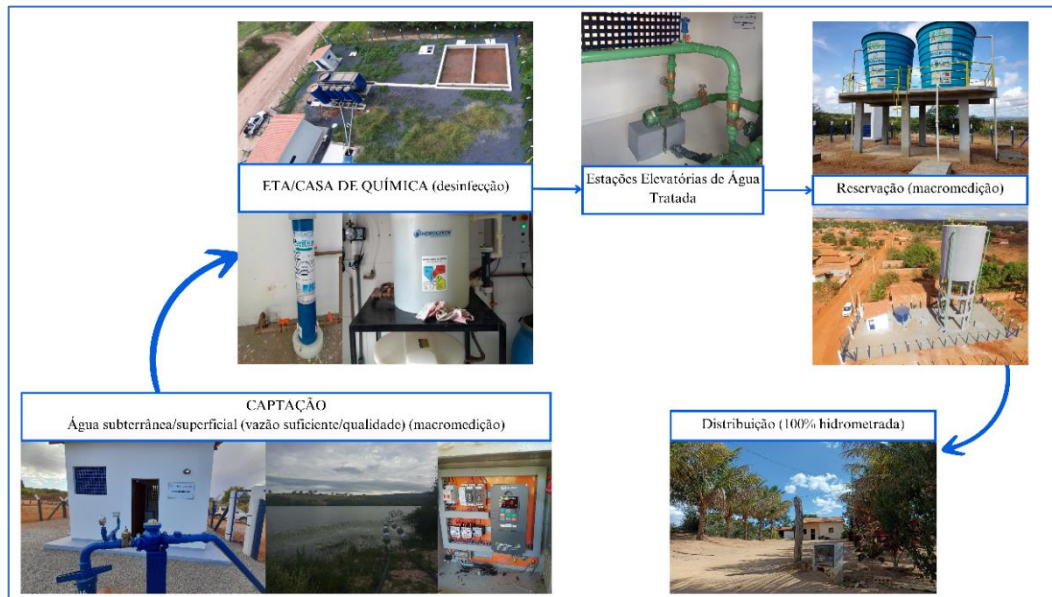 ETA/CASA DE QUÍMICA (desinfecção)
Estações Elevatórias de Água
Tratada
Reservação (macromedição)
HIDROGERON
CAPTAÇÃO
Água subterrânea/superficial (vazão suficiente/qualidade) (macromedição)
Distribuição (100% hidrometrada)